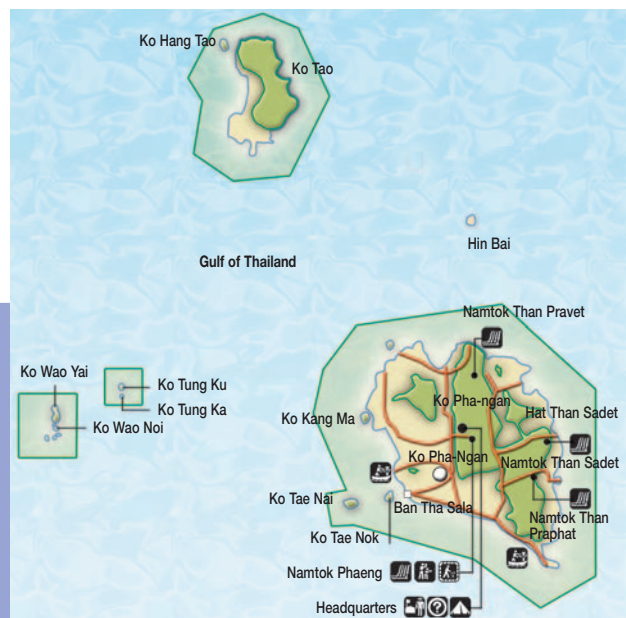 Ko Hang Tao
Ko Tao
Hin Bai
Gulf of Thailand
Namtok Than Pravet
Ko Wao Yai
Ko Tung Ku
Ko Tung Ka
Ko Wao Noi
Ko Pha-ngan
Hat Than Sadet
Ko Kang Ma
Ko Pha-Ngan
Namtok Than Sadet
Ko Tae Nai
Ban Tha Sala
Namtok Than
Praphat
Ko Tae Nok
Namtok Phaeng
Headquarters ?